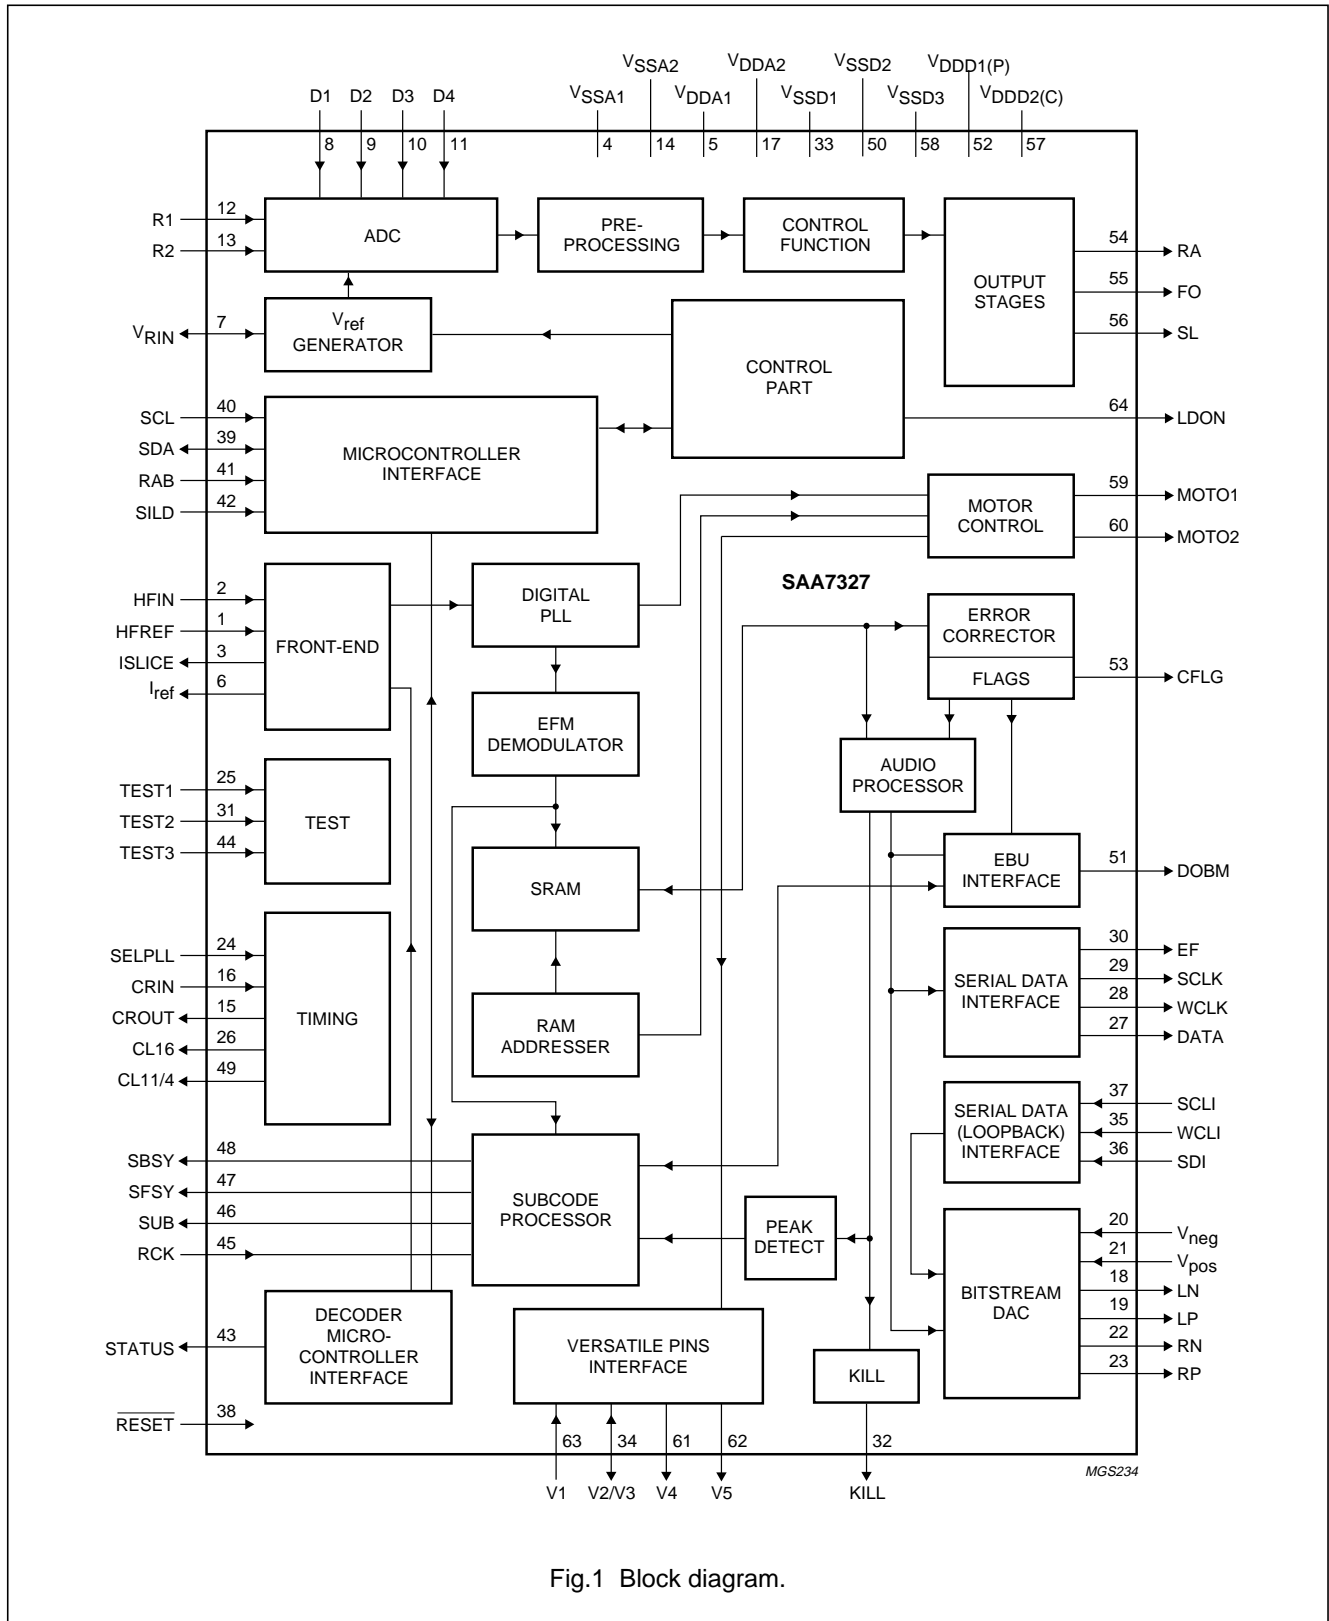 VSSA2 VDDA2 VSSD2 VDDD1(P)
D1 D2 D3 D4 VSSA1 VDDA1 VSSD1 VSSD3 VDDD2(C)
8 9 10 11 4 14 5 17 33 50 58 52 57
R1 12
R2 13
ADC
PRE-
PROCESSING
CONTROL
FUNCTION
OUTPUT
STAGES
54 RA
55 FO
56 SL
VRIN 7
Vref
GENERATOR
CONTROL
PART
64 LDON
SCL 40
SDA 39
RAB 41
SILD 42
MICROCONTROLLER
INTERFACE
MOTOR
CONTROL
59 MOTO1
60 MOTO2
SAA7327
HFIN 2
HFREF 1
ISLICE 3
Iref 6
FRONT-END
DIGITAL
PLL
ERROR
CORRECTOR
FLAGS
53 CFLG
EFM
DEMODULATOR
AUDIO
PROCESSOR
TEST1 25
TEST2 31
TEST3 44
TEST
SRAM
EBU
INTERFACE
51 DOBM
SELPLL 24
CRIN 16
CROUT 15
CL16 26
CL11/4 49
TIMING
RAM
ADDRESSER
SERIAL DATA
INTERFACE
30 EF
29 SCLK
28 WCLK
27 DATA
SERIAL DATA
(LOOPBACK)
INTERFACE
37 SCLI
35 WCLI
36 SDI
SBSY 48
SFSY 47
SUB 46
RCK 45
SUBCODE
PROCESSOR
PEAK
DETECT
BITSTREAM
DAC
20 Vneg
21 Vpos
18 LN
19 LP
22 RN
23 RP
STATUS 43
DECODER
MICRO-
CONTROLLER
INTERFACE
VERSATILE PINS
INTERFACE
KILL
RESET 38
63 34 61 62 32
V1 V2/V3 V4 V5 KILL
MGS234
Fig.1 Block diagram.